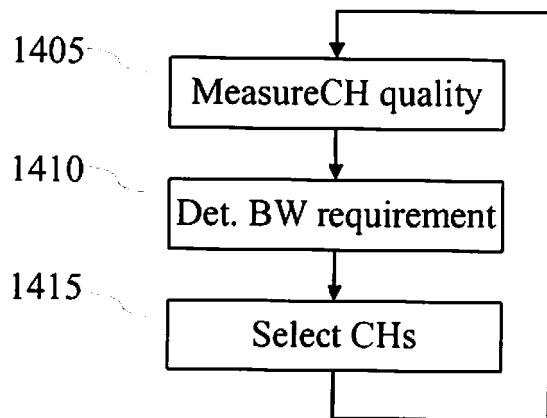 1405
MeasureCH quality
1410
Det. BW requirement
1415
Select CHs